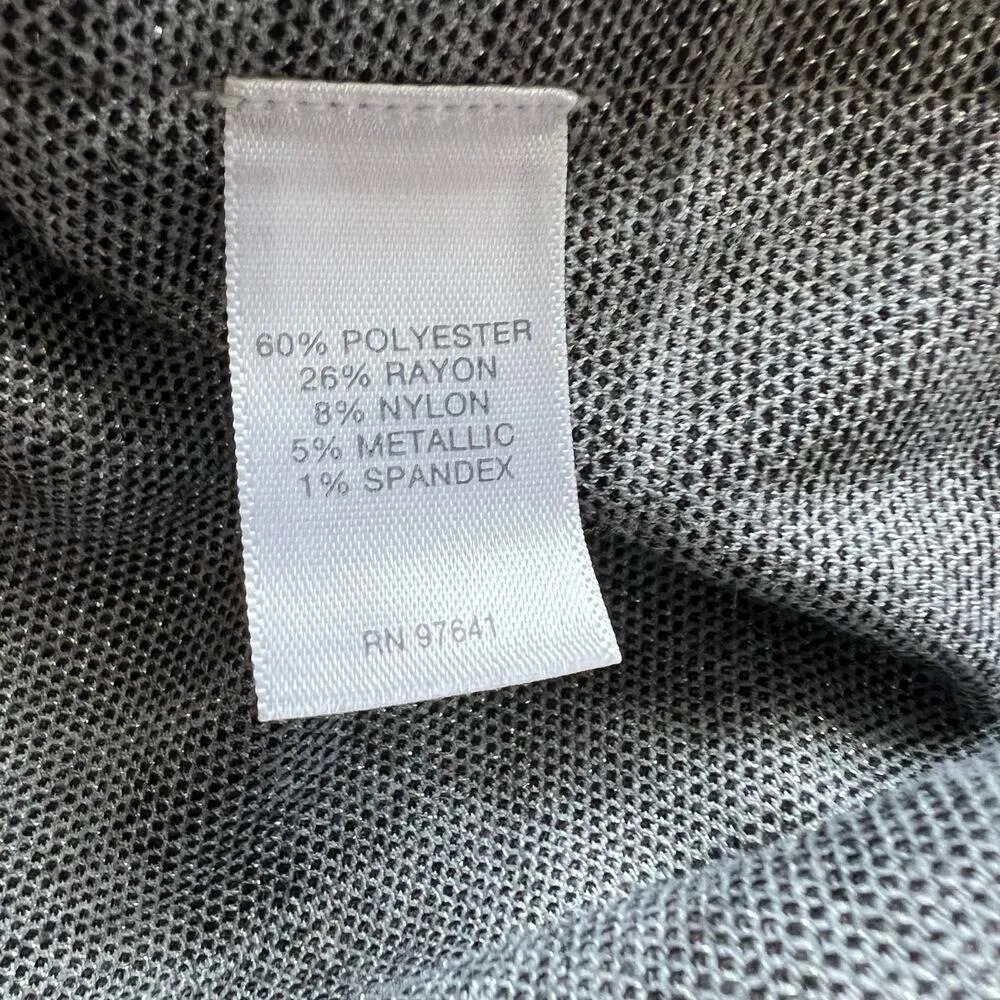 60% POLYESTER
26% RAYON
8% NYLON
5% METALLIC
1% SPANDEX
RN 97641